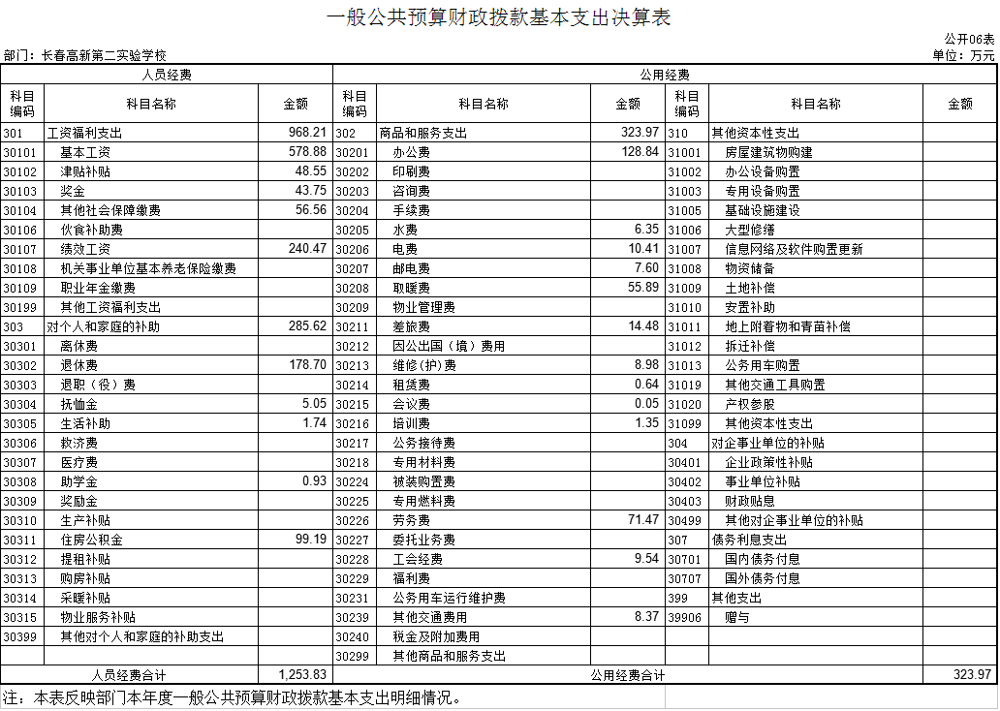 一般公共预算财政拨款基本支出决算表
公开06表
部门：长春高新第二实验学校 单位：万元
人员经费 公用经费
科目编码 科目名称 金额 科目编码 科目名称 金额 科目编码 科目名称 金额
301 工资福利支出 968.21 302 商品和服务支出 323.97 310 其他资本性支出
30101 基本工资 578.88 30201 办公费 128.84 31001 房屋建筑物购建
30102 津贴补贴 48.55 30202 印刷费 31002 办公设备购置
30103 奖金 43.75 30203 咨询费 31003 专用设备购置
30104 其他社会保障缴费 56.56 30204 手续费 31005 基础设施建设
30106 伙食补助费 30205 水费 6.35 31006 大型修缮
30107 绩效工资 240.47 30206 电费 10.41 31007 信息网络及软件购置更新
30108 机关事业单位基本养老保险缴费 30207 邮电费 7.60 31008 物资储备
30109 职业年金缴费 30208 取暖费 55.89 31009 土地补偿
30199 其他工资福利支出 30209 物业管理费 31010 安置补助
303 对个人和家庭的补助 285.62 30211 差旅费 14.48 31011 地上附着物和青苗补偿
30301 离休费 30212 因公出国（境）费用 31012 拆迁补偿
30302 退休费 178.70 30213 维修(护)费 8.98 31013 公务用车购置
30303 退职（役）费 30214 租赁费 0.64 31019 其他交通工具购置
30304 抚恤金 5.05 30215 会议费 0.05 31020 产权参股
30305 生活补助 1.74 30216 培训费 1.35 31099 其他资本性支出
30306 救济费 30217 公务接待费 304 对企事业单位的补贴
30307 医疗费 30218 专用材料费 30401 企业政策性补贴
30308 助学金 0.93 30224 被装购置费 30402 事业单位补贴
30309 奖励金 30225 专用燃料费 30403 财政贴息
30310 生产补贴 30226 劳务费 71.47 30499 其他对企事业单位的补贴
30311 住房公积金 99.19 30227 委托业务费 307 债务利息支出
30312 提租补贴 30228 工会经费 9.54 30701 国内债务付息
30313 购房补贴 30229 福利费 30707 国外债务付息
30314 采暖补贴 30231 公务用车运行维护费 399 其他支出
30315 物业服务补贴 30239 其他交通费用 8.37 39906 赠与
30399 其他对个人和家庭的补助支出 30240 税金及附加费用
30299 其他商品和服务支出
人员经费合计 1,253.83 公用经费合计 323.97
注：本表反映部门本年度一般公共预算财政拨款基本支出明细情况。